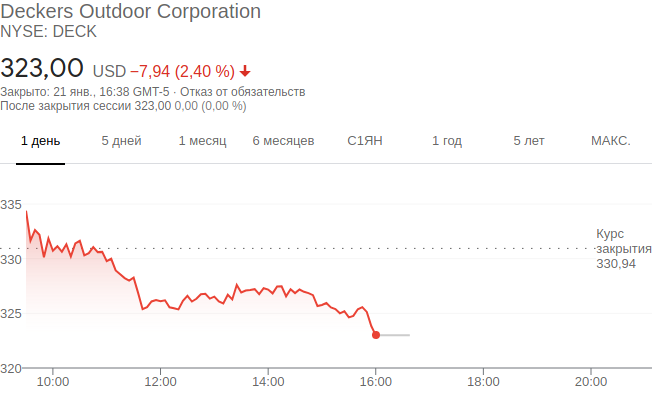 Deckers Outdoor Corporation
NYSE: DECK
323,00 USD −7,94 (2,40 %)
Закрыто: 21 янв., 16:38 GMT-5 · Отказ от обязательств
После закрытия сессии 323,00 0,00 (0,00 %)
1 день 5 дней 1 месяц 6 месяцев С1ЯН 1 год 5 лет МАКС.
335
330
325
320
Курс
закрытия
330,94
10:00 12:00 14:00 16:00 18:00 20:00